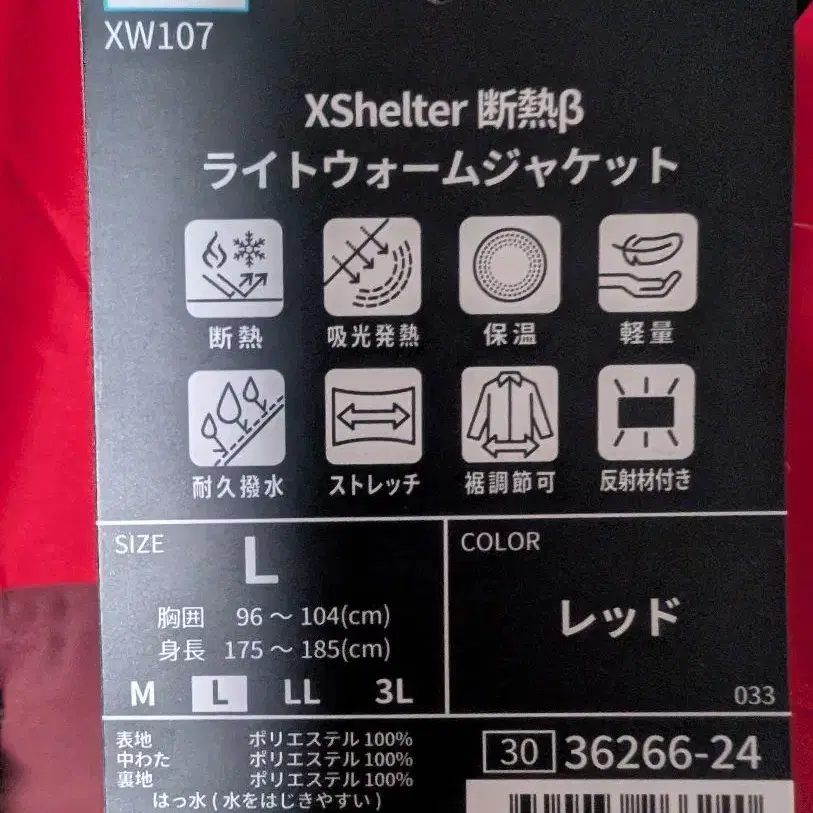 XW107
XShelter 断熱β
ライトウォームジャケット
断熱 吸光発熱 保温 軽量
耐久撥水 ストレッチ 裾調節可 反射材付き
SIZE L
胸囲 96～104(cm)
身長 175～185(cm)
M L LL 3L
COLOR
レッド
033
表地 ポリエステル 100%
中わた ポリエステル 100%
裏地 ポリエステル 100%
はっ水 (水をはじきやすい)
30 36266-24